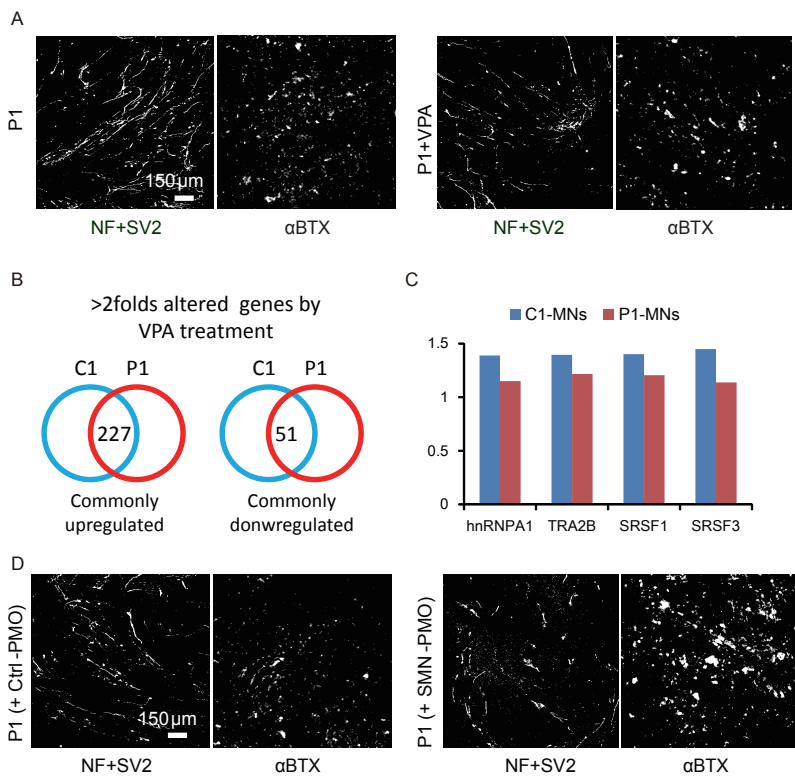 A
P1
150µm
NF+SV2
αBTX
P1+VPA
NF+SV2
αBTX
B
>2folds altered genes by
VPA treatment
C1 P1
227
Commonly
upregulated
C1 P1
51
Commonly
donwregulated
C
C1-MNs P1-MNs
1.5
1
0.5
0
hnRNPA1 TRA2B SRSF1 SRSF3
D
P1 (+ Ctrl -PMO)
150µm
NF+SV2
αBTX
P1 (+ SMN -PMO)
NF+SV2
αBTX